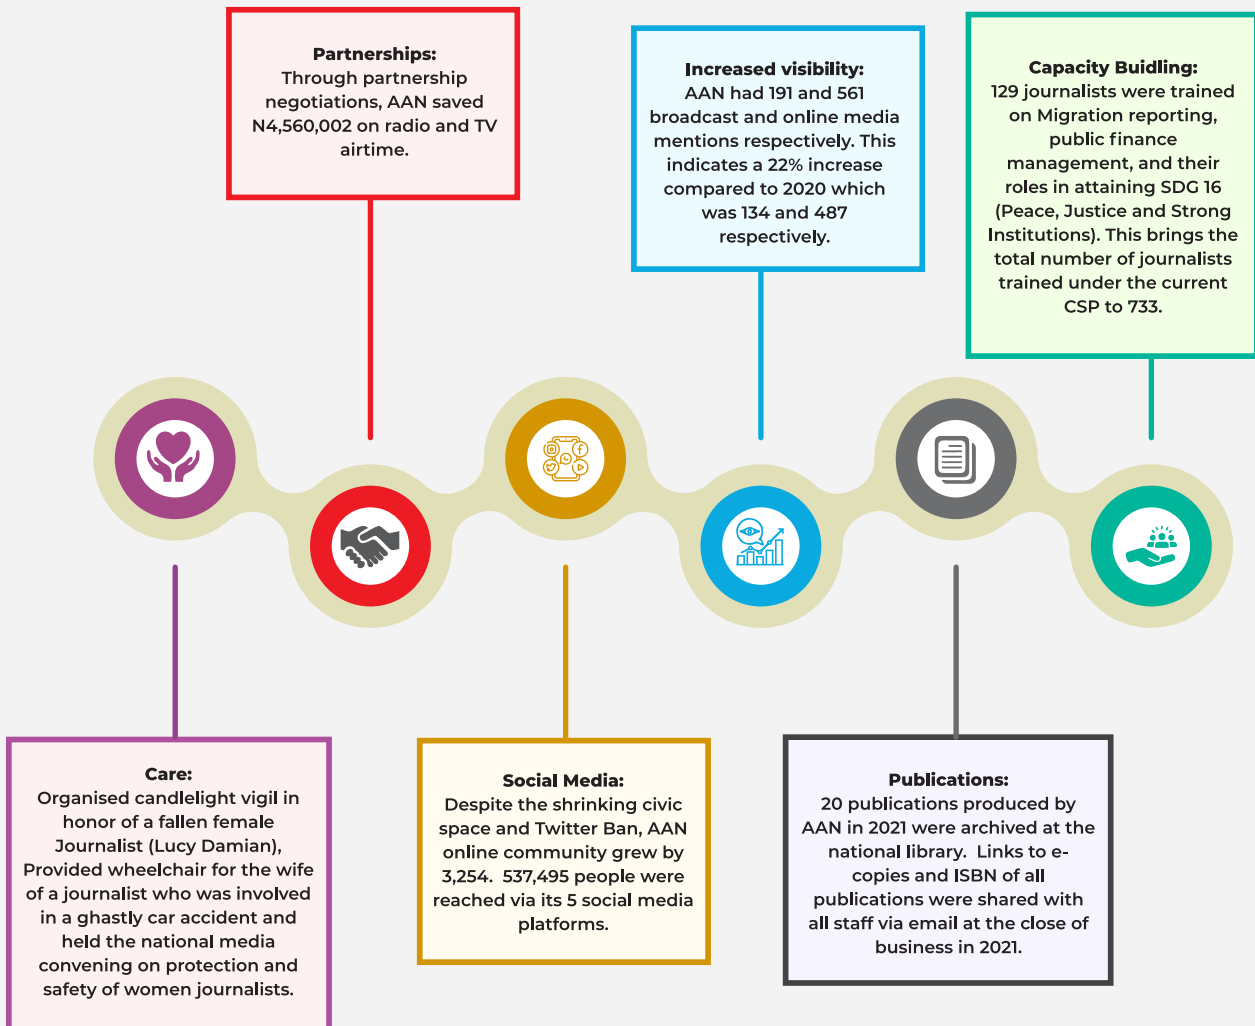 Partnerships:
Through partnership
negotiations, AAN saved
N4,560,002 on radio and TV
airtime.
Increased visibility:
AAN had 191 and 561
broadcast and online media
mentions respectively. This
indicates a 22% increase
compared to 2020 which
was 134 and 487
respectively.
Capacity Buidling:
129 journalists were trained
on Migration reporting,
public finance
management, and their
roles in attaining SDG 16
(Peace, Justice and Strong
Institutions). This brings the
total number of journalists
trained under the current
CSP to 733.
Care:
Organised candlelight vigil in
honor of a fallen female
Journalist (Lucy Damian),
Provided wheelchair for the wife
of a journalist who was involved
in a ghastly car accident and
held the national media
convening on protection and
safety of women journalists.
Social Media:
Despite the shrinking civic
space and Twitter Ban, AAN
online community grew by
3,254.  537,495 people were
reached via its 5 social media
platforms.
Publications:
20 publications produced by
AAN in 2021 were archived at the
national library.  Links to e-
copies and ISBN of all
publications were shared with
all staff via email at the close of
business in 2021.